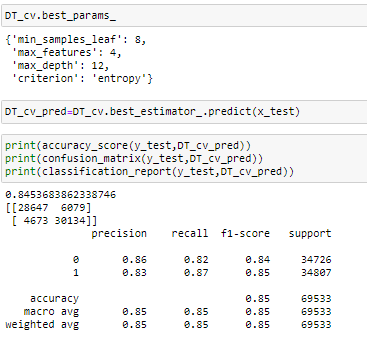 DT_cv.best_params_
{'min_samples_leaf': 8,
 'max_features': 4,
 'max_depth': 12,
 'criterion': 'entropy'}
DT_cv_pred=DT_cv.best_estimator_.predict(x_test)
print(accuracy_score(y_test,DT_cv_pred))
print(confusion_matrix(y_test,DT_cv_pred))
print(classification_report(y_test,DT_cv_pred))
0.8453683862338746
[[28647  6079]
 [ 4673 30134]]
              precision    recall  f1-score   support
           0       0.86      0.82      0.84     34726
           1       0.83      0.87      0.85     34807
    accuracy                           0.85     69533
   macro avg       0.85      0.85      0.85     69533
weighted avg       0.85      0.85      0.85     69533